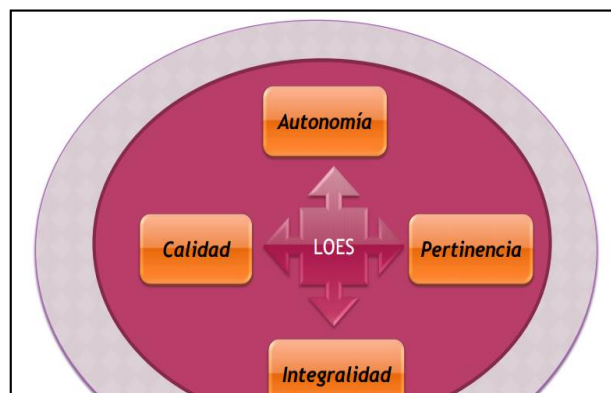 Autonomía
Calidad
LOES
Pertinencia
Integralidad